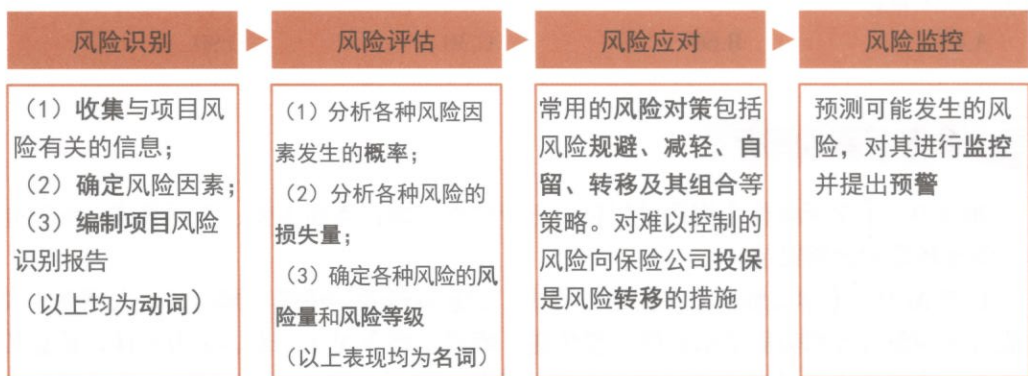 风险识别
风险评估
风险应对
风险监控
（1）收集与项目风
险有关的信息；
（2）确定风险因素；
（3）编制项目风险
识别报告
（以上均为动词）
（1）分析各种风险因
素发生的概率；
（2）分析各种风险的
损失量；
（3）确定各种风险的风
险量和风险等级
（以上表现均为名词）
常用的风险对策包括
风险规避、减轻、自
留、转移及其组合等
策略。对难以控制的
风险向保险公司投保
是风险转移的措施
预测可能发生的风
险，对其进行监控
并提出预警